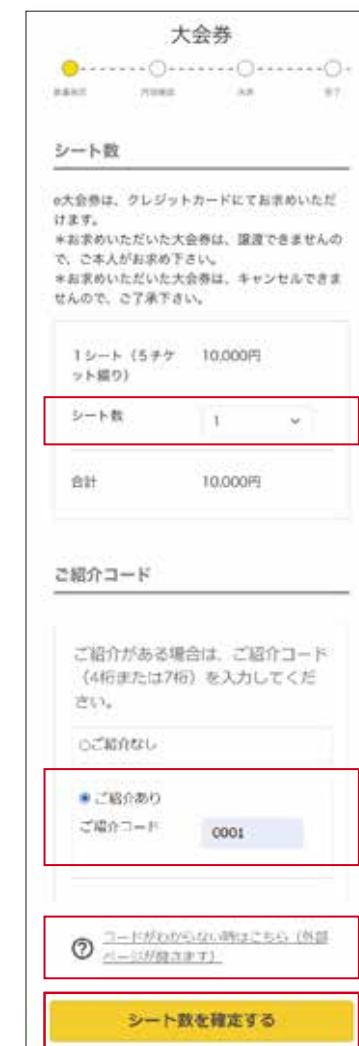 大会券
シート数
e大会券は、クレジットカードにてお求めいただ
けます。
＊お求めいただいた大会券は、譲渡できませんの
で、ご本人がお求め下さい。
＊お求めいただいた大会券は、キャンセルできま
せんので、ご了承下さい。
1シート（5チケ
ット綴り） 10,000円
シート数 1
合計 10,000円
ご紹介コード
ご紹介がある場合は、ご紹介コード
（4桁または7桁）を入力してくだ
さい。
○ご紹介なし
ご紹介あり
ご紹介コード 0001
コードがわからない時はこちら（外部
ページが開きます）
シート数を確定する